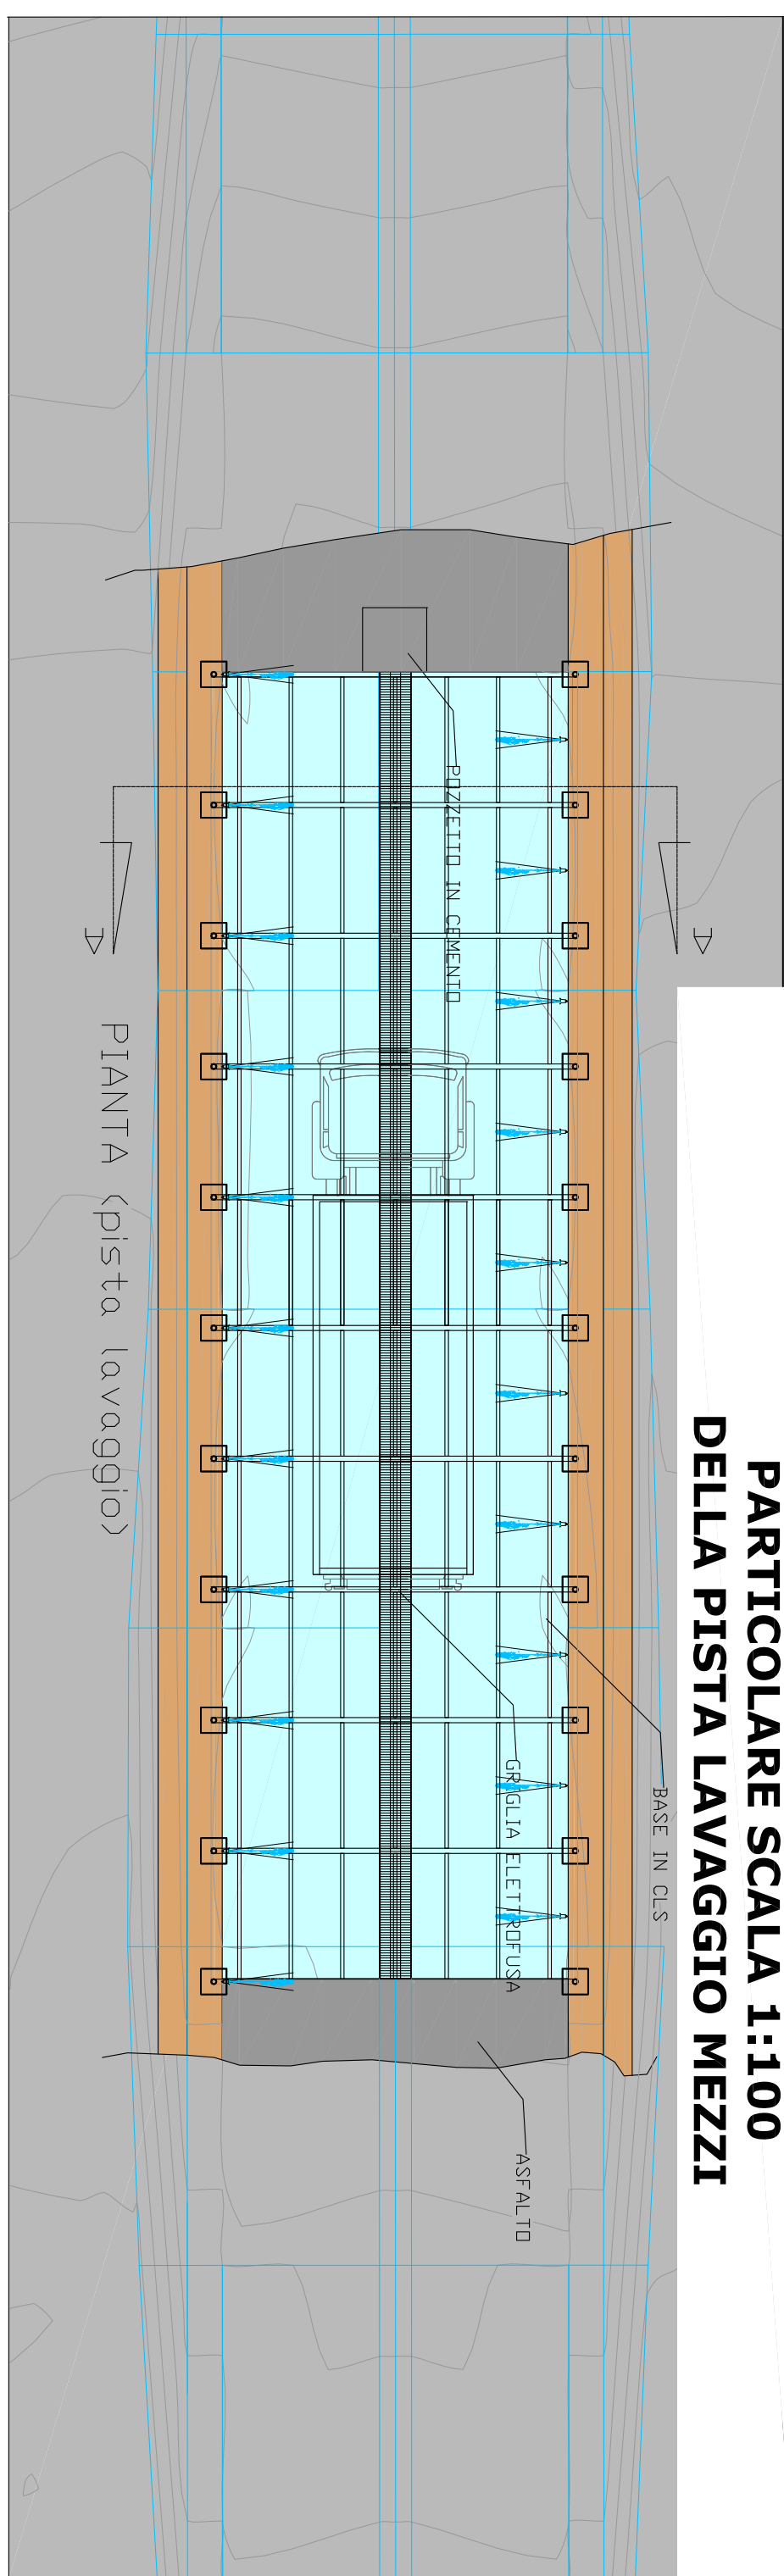 PARTICOLARE SCALA 1:100
DELLA PISTA LAVAGGIO MEZZI
POZZETTO IN CEMENTO
GRIGLIA ELETTROFUSA
BASE IN CLS
ASFALTO
A
A
PIANTA (pista lavaggio)